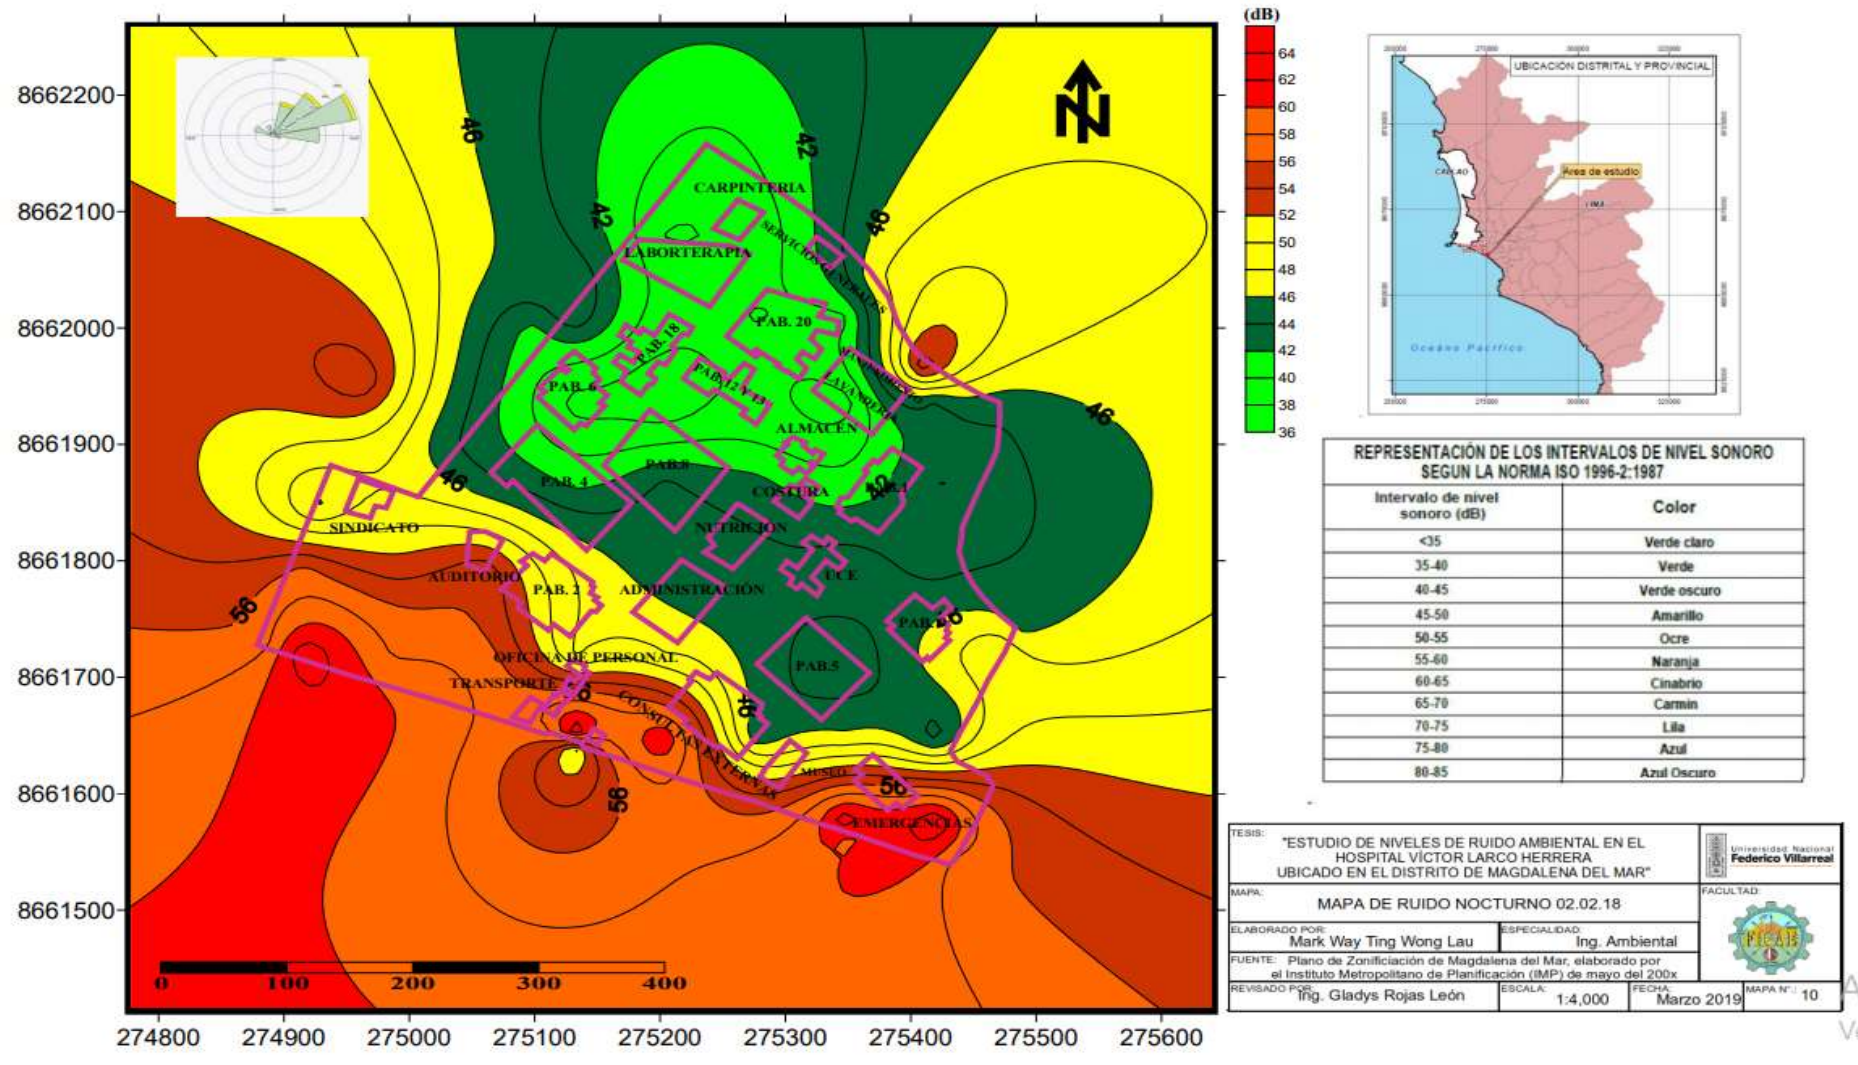 (dB)
64
62
60
58
56
54
52
50
48
46
44
42
40
38
36
8662200
8662100
8662000
8661900
8661800
8661700
8661600
8661500
274800
274900
275000
275100
275200
275300
275400
275500
275600
46
42
42
46
46
46
42
56
46
56
56
N
CARPINTERIA
SERVICIOS GENERALES
LABORTERAPIA
PAB. 20
PAB. 18
PAB. 6
PAB. 12 Y 13
LAVANDERIA
ALMACEN
PAB.8
PAB. 4
COSTURA
NUTRICION
SINDICATO
UCE
AUDITORIO
PAB. 2
ADMINISTRACIÓN
OFICINA DE PERSONAL
PAB.5
TRANSPORTE
CONSULTAS EXTERNAS
MUSEO
EMERGENCIAS
0 100 200 300 400
UBICACIÓN DISTRITAL Y PROVINCIAL
Area de estudio
CALLAO
LIMA
Oceáno Pacífico
REPRESENTACIÓN DE LOS INTERVALOS DE NIVEL SONORO
SEGUN LA NORMA ISO 1996-2:1987
Intervalo de nivel
sonoro (dB)
Color
<35 Verde claro
35-40 Verde
40-45 Verde oscuro
45-50 Amarillo
50-55 Ocre
55-60 Naranja
60-65 Cinabrio
65-70 Carmin
70-75 Lila
75-80 Azul
80-85 Azul Oscuro
TESIS:
"ESTUDIO DE NIVELES DE RUIDO AMBIENTAL EN EL
HOSPITAL VÍCTOR LARCO HERRERA
UBICADO EN EL DISTRITO DE MAGDALENA DEL MAR"
Universidad Nacional
Federico Villarreal
MAPA:
MAPA DE RUIDO NOCTURNO 02.02.18
FACULTAD:
ELABORADO POR:
Mark Way Ting Wong Lau
ESPECIALIDAD:
Ing. Ambiental
FUENTE: Plano de Zonificiación de Magdalena del Mar, elaborado por
el Instituto Metropolitano de Planificación (IMP) de mayo del 200x
REVISADO POR:
Ing. Gladys Rojas León
ESCALA:
1:4,000
FECHA:
Marzo 2019
MAPA N°.: 10